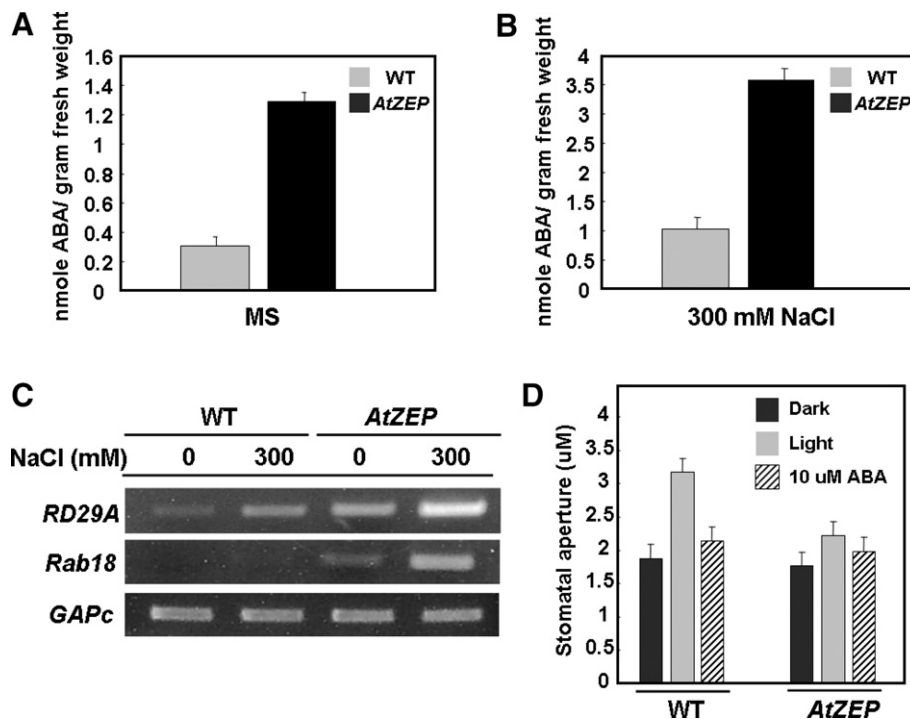 A
nmole ABA/ gram fresh weight
1.6
1.4
1.2
1
0.8
0.6
0.4
0.2
0
WT
AtZEP
MS
B
nmole ABA/ gram fresh weight
4
3.5
3
2.5
2
1.5
1
0.5
0
WT
AtZEP
300 mM NaCl
C
WT
AtZEP
NaCl (mM)
0
300
0
300
RD29A
Rab18
GAPc
D
Stomatal aperture (uM)
4
3.5
3
2.5
2
1.5
1
0.5
0
Dark
Light
10 uM ABA
WT
AtZEP